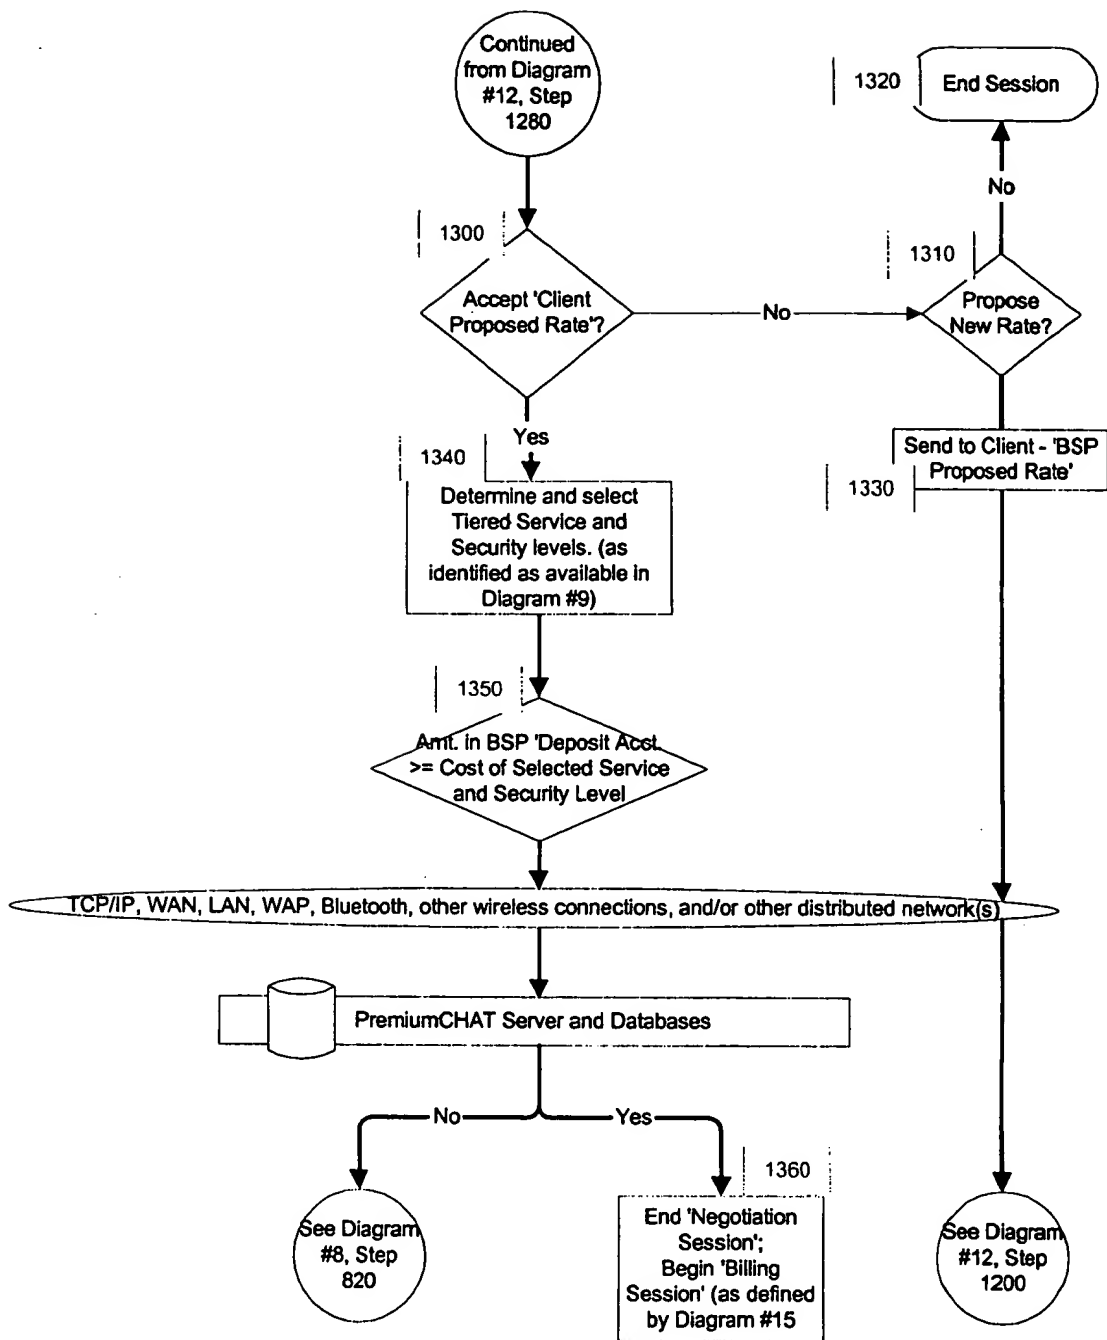 Continued
from Diagram
#12, Step
1280
1320
End Session
No
1300
1310
Accept 'Client
Proposed Rate'?
No
Propose
New Rate?
Yes
1340
Send to Client - 'BSP
Proposed Rate'
1330
Determine and select
Tiered Service and
Security levels. (as
identified as available in
Diagram #9)
1350
Amt. in BSP 'Deposit Acct.
>= Cost of Selected Service
and Security Level
TCP/IP, WAN, LAN, WAP, Bluetooth, other wireless connections, and/or other distributed network(s)
PremiumCHAT Server and Databases
No
Yes
1360
See Diagram
#8, Step
820
End 'Negotiation
Session';
Begin 'Billing
Session' (as defined
by Diagram #15
See Diagram
#12, Step
1200